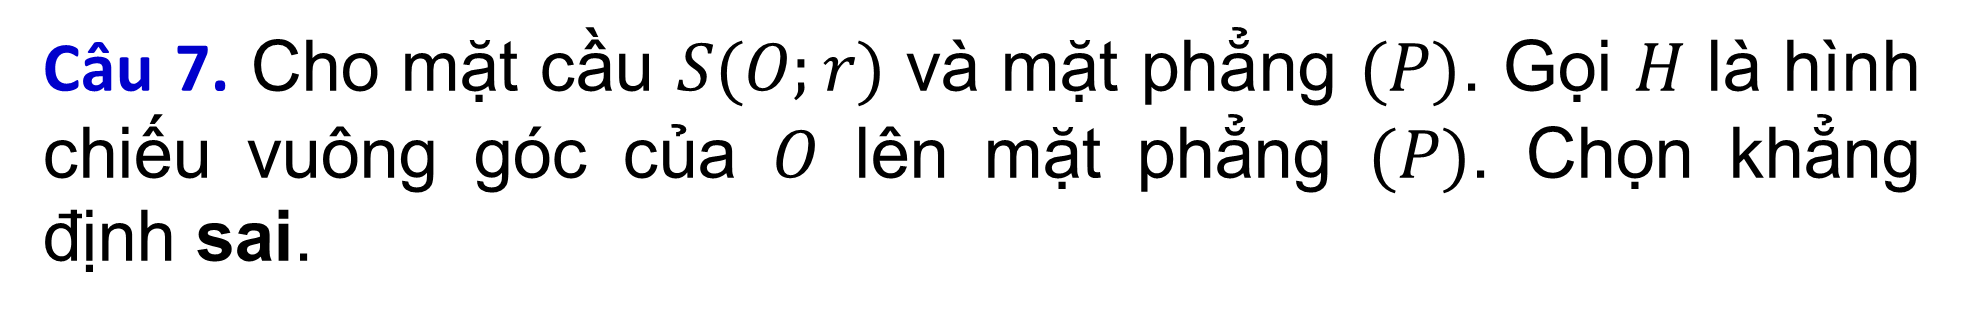 Câu 7. Cho mặt cầu S(O; r) và mặt phẳng (P). Gọi H là hình
chiếu vuông góc của O lên mặt phẳng (P). Chọn khẳng
định sai.